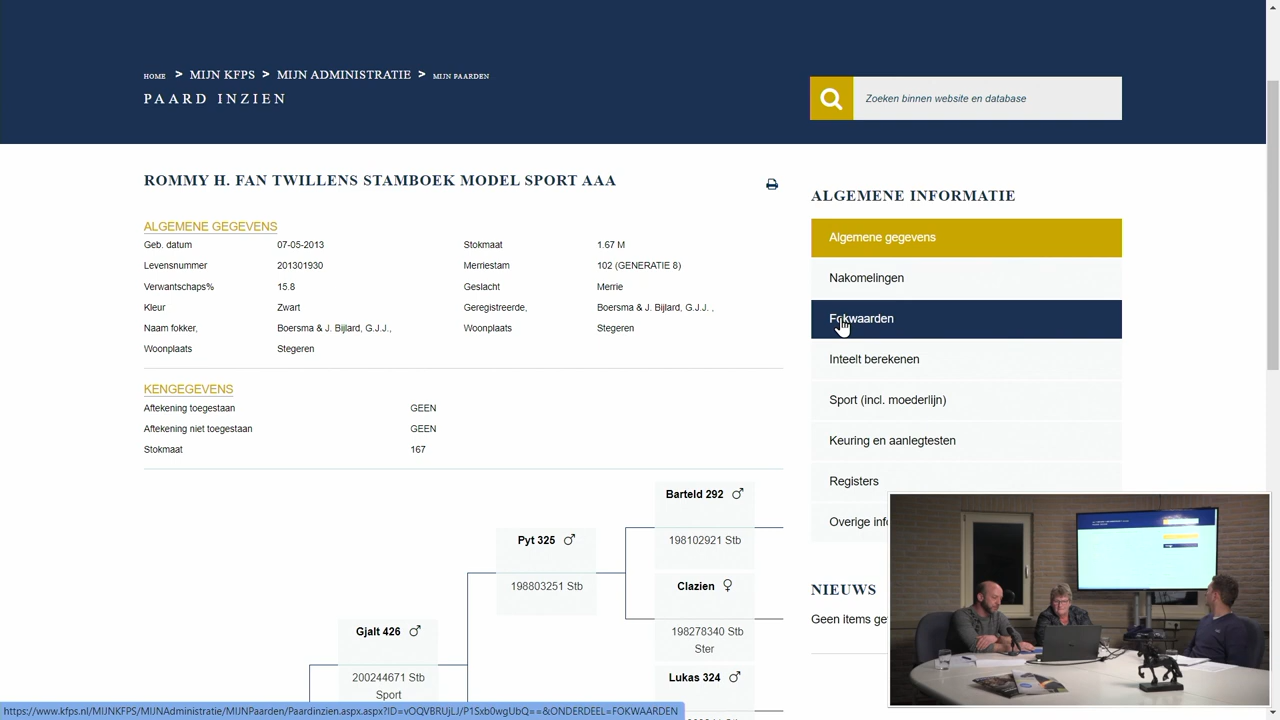 HOME > MIJN KFPS > MIJN ADMINISTRATIE > MIJN PAARDEN
PAARD INZIEN
Zoeken binnen website en database
ROMMY H. FAN TWILLENS STAMBOEK MODEL SPORT AAA
ALGEMENE GEGEVENS
Geb. datum 07-05-2013 Stokmaat 1.67 M
Levensnummer 201301930 Merriestam 102 (GENERATIE 8)
Verwantschaps% 15.8 Geslacht Merrie
Kleur Zwart Geregistreerde, Boersma & J. Bijlard, G.J.J. ,
Naam fokker, Boersma & J. Bijlard, G.J.J., Woonplaats Stegeren
Woonplaats Stegeren
KENGEGEVENS
Aftekening toegestaan GEEN
Aftekening niet toegestaan GEEN
Stokmaat 167
Barteld 292 ♂
198102921 Stb
Pyt 325 ♂
198803251 Stb
Clazien ♀
198278340 Stb
Ster
Gjalt 426 ♂
200244671 Stb
Sport
Lukas 324 ♂
ALGEMENE INFORMATIE
Algemene gegevens
Nakomelingen
Fokwaarden
Inteelt berekenen
Sport (incl. moederlijn)
Keuring en aanlegtesten
Registers
Overige inf
NIEUWS
Geen items ge
https://www.kfps.nl/MIJNKFPS/MIJNAdministratie/MIJNPaarden/Paardinzien.aspx.aspx?ID=vOQVBRUjLJ/P1Sxb0wgUbQ==&ONDERDEEL=FOKWAARDEN